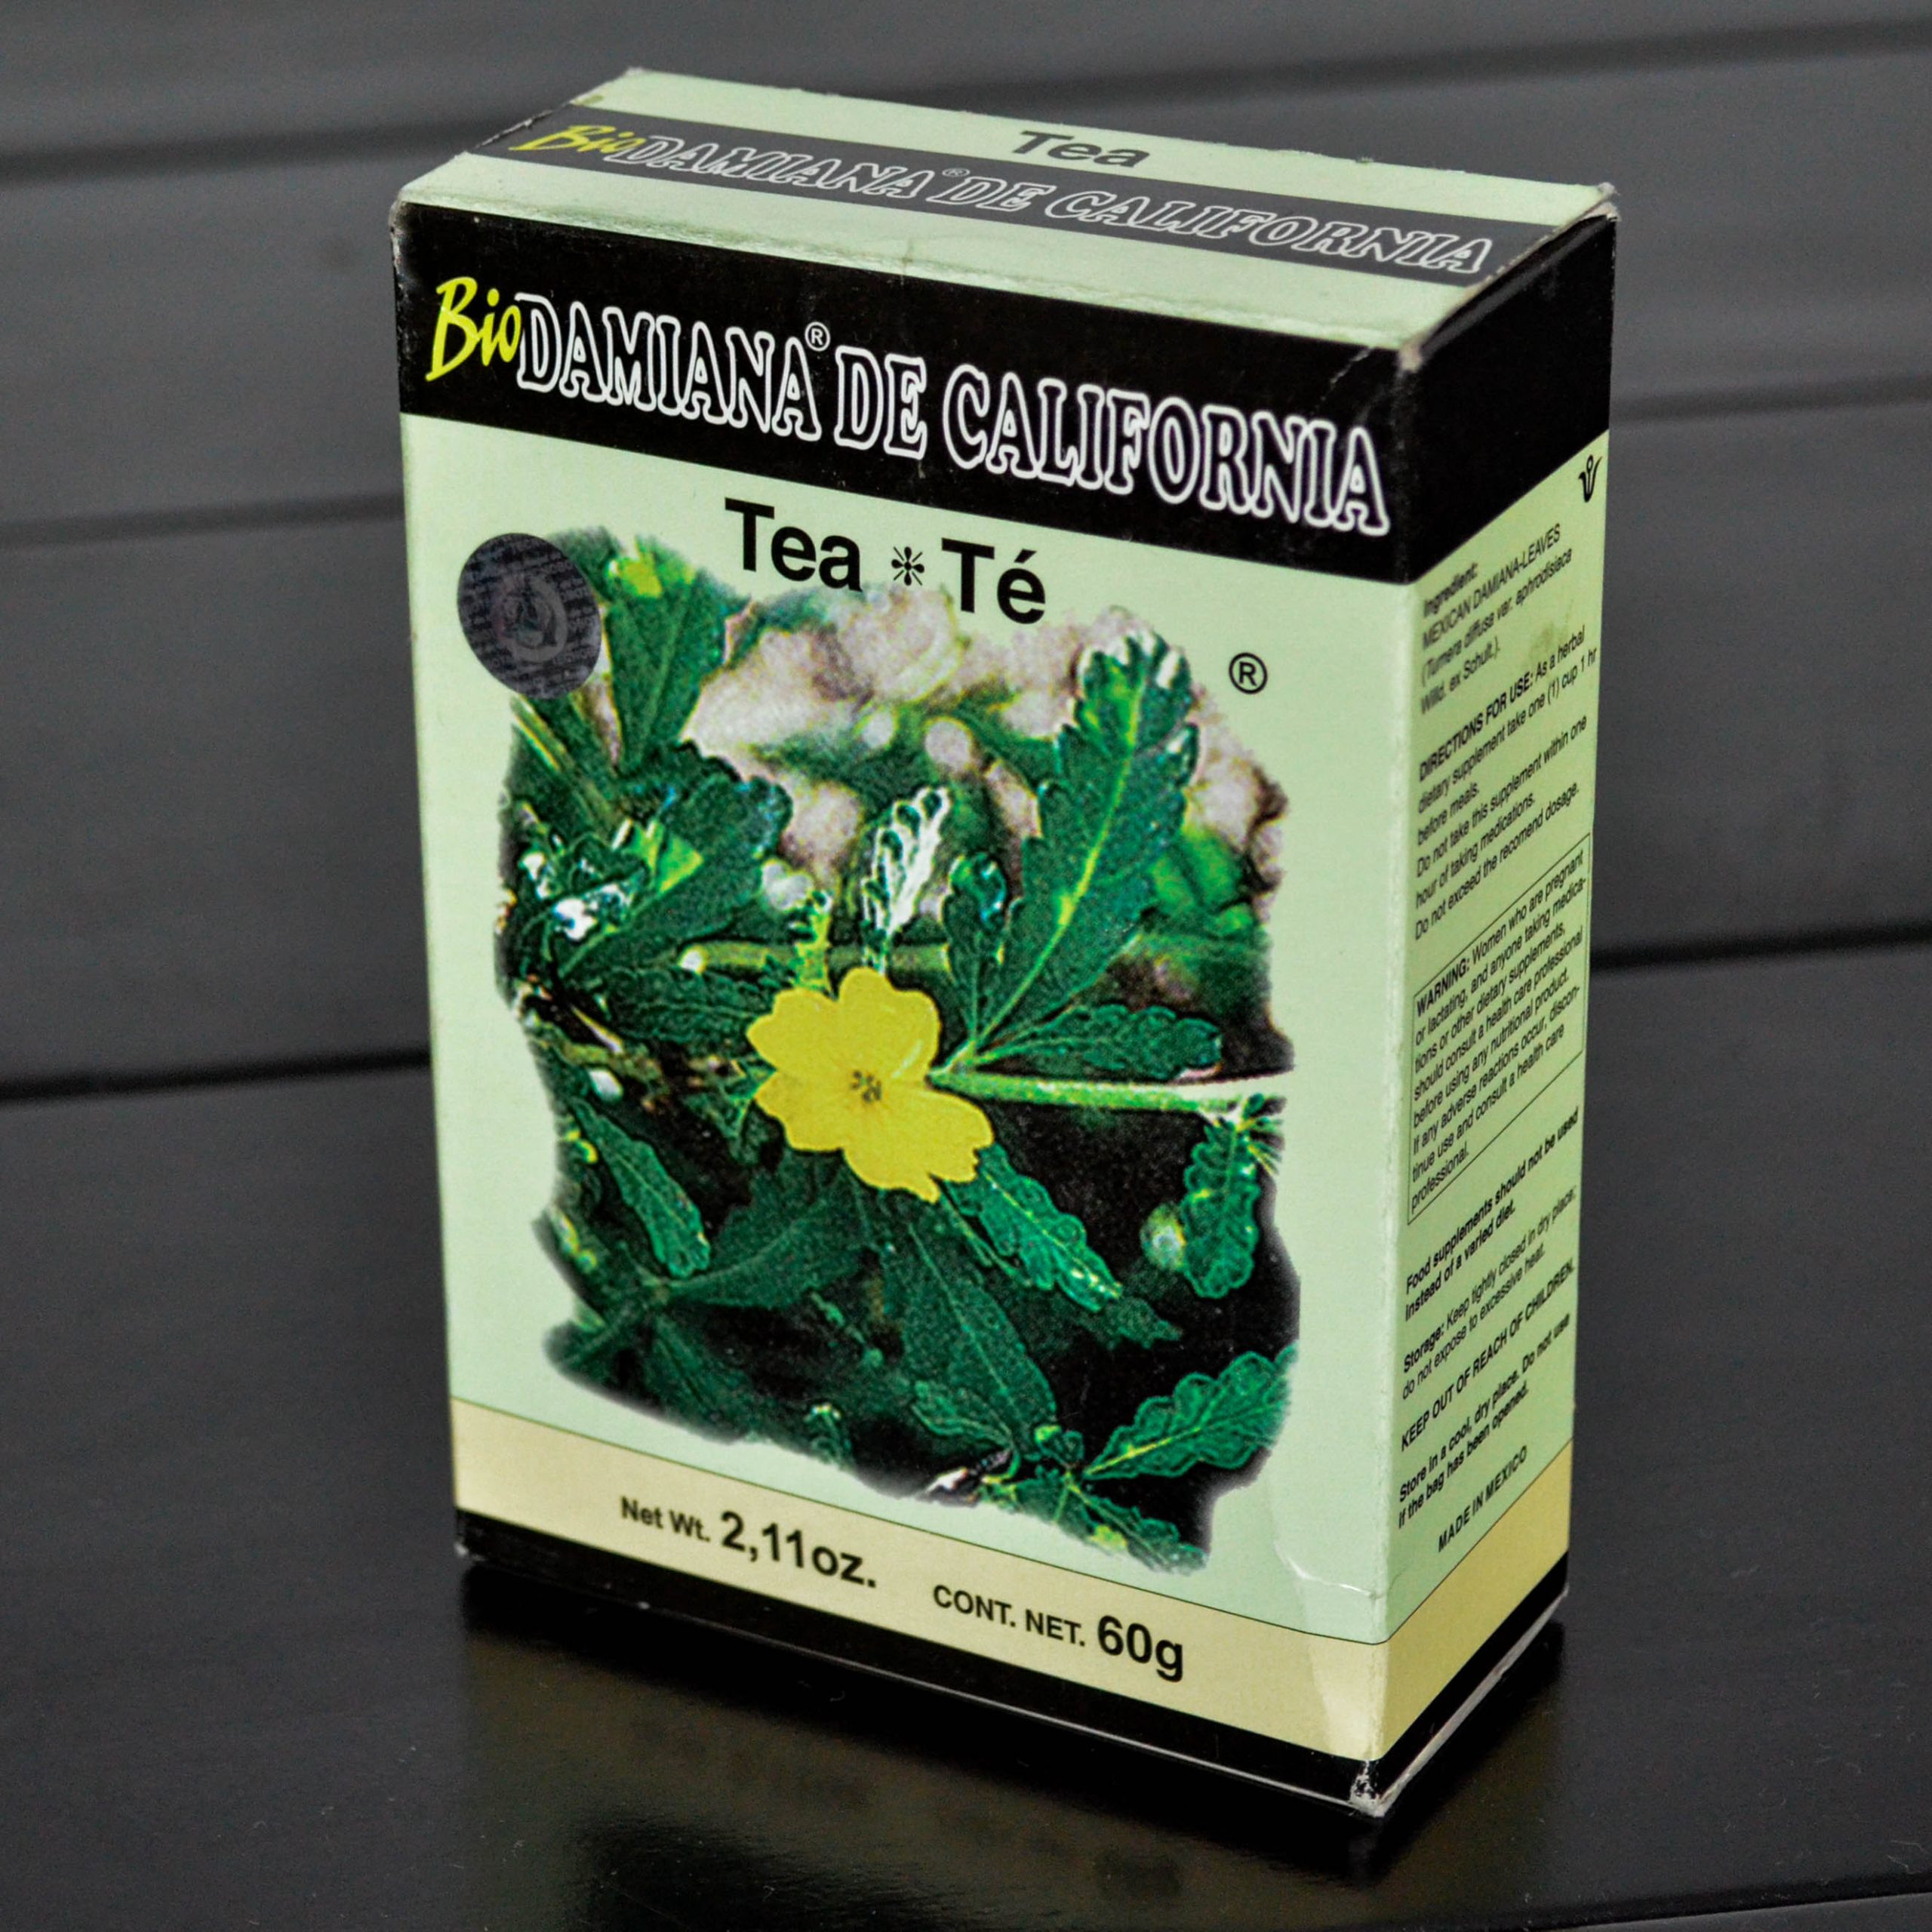 Tea
BioDAMIANA® DE CALIFORNIA
BioDAMIANA® DE CALIFORNIA
Tea * Té
®
Net Wt. 2,11oz.
CONT. NET. 60g
Ingredient:
MEXICAN DAMIANA-LEAVES
(Turnera diffusa var. aphrodisiaca
Willd. ex Schult.).
DIRECTIONS FOR USE: As a herbal
dietary supplement take one (1) cup 1 hr
before meals.
Do not take this supplement within one
hour of taking medications.
Do not exceed the recomend dosage.
WARNING: Women who are pregnant
or lactating, and anyone taking medica-
tions or other dietary supplements,
should consult a health care professional
before using any nutritional product.
If any adverse reactions occur, discon-
tinue use and consult a health care
professional.
Food supplements should not be used
instead of a varied diet.
Storage: Keep tightly closed in dry place;
do not expose to excessive heat.
KEEP OUT OF REACH OF CHILDREN.
Store in a cool, dry place. Do not use
if the bag has been opened.
MADE IN MEXICO